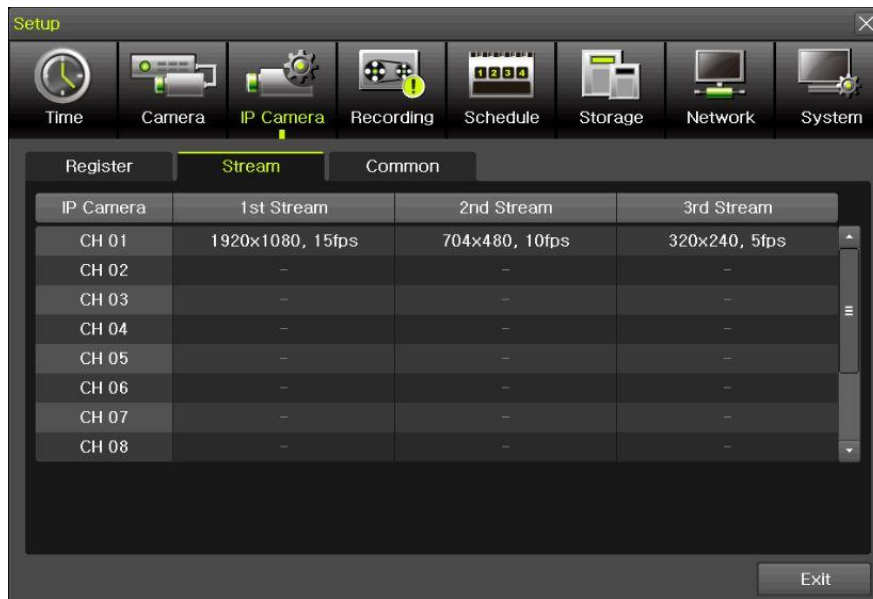 Setup
Time Camera IP Camera Recording Schedule Storage Network System
Register Stream Common
IP Camera 1st Stream 2nd Stream 3rd Stream
CH 01 1920x1080, 15fps 704x480, 10fps 320x240, 5fps
CH 02 - - -
CH 03 - - -
CH 04 - - -
CH 05 - - -
CH 06 - - -
CH 07 - - -
CH 08 - - -
Exit